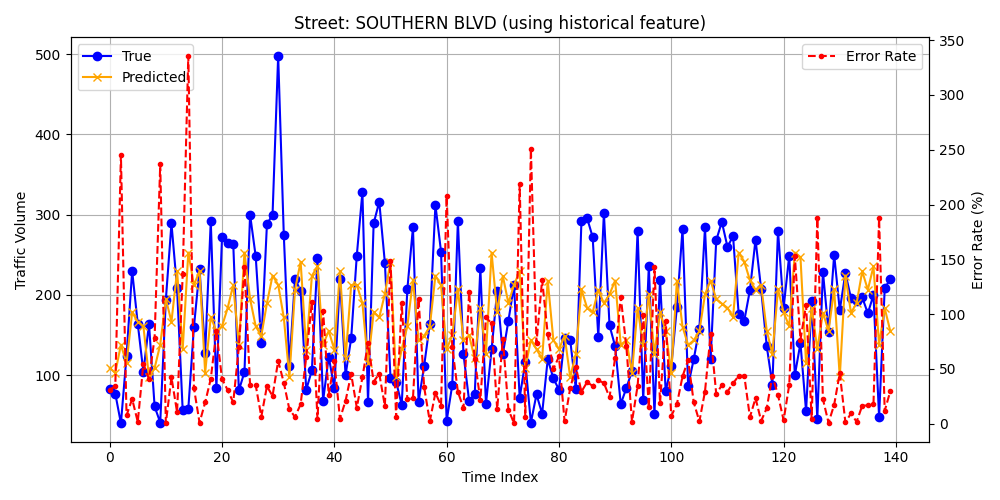 Street: SOUTHERN BLVD (using historical feature)
True
Predicted
Error Rate
500
400
300
200
100
Traffic Volume
350
300
250
200
150
100
50
0
Error Rate (%)
0 20 40 60 80 100 120 140
Time Index